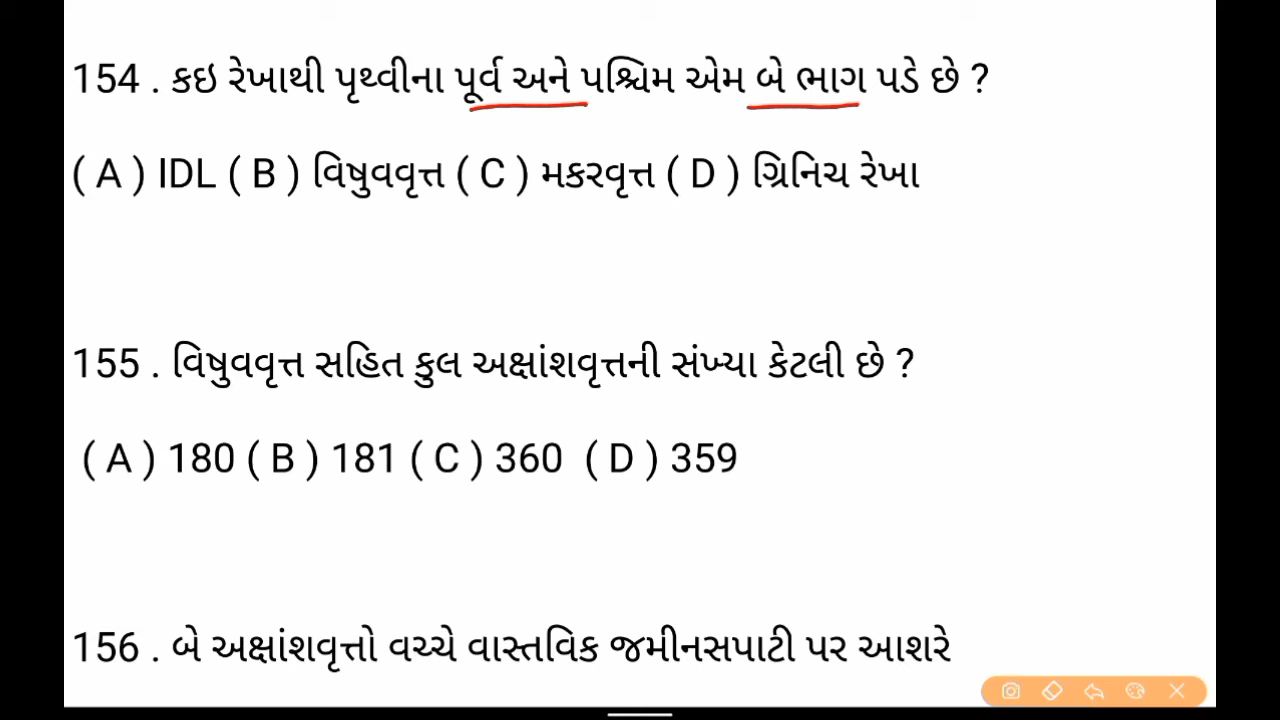 154 . કઇ રેખાથી પૃથ્વીના પૂર્વ અને પશ્ચિમ એમ બે ભાગ પડે છે ?
( A ) IDL ( B ) વિષુવવૃત્ત ( C ) મકરવૃત્ત ( D ) ગ્રિનિચ રેખા
155 . વિષુવવૃત્ત સહિત કુલ અક્ષાંશવૃત્તની સંખ્યા કેટલી છે ?
( A ) 180 ( B ) 181 ( C ) 360 ( D ) 359
156 . બે અક્ષાંશવૃત્તો વચ્ચે વાસ્તવિક જમીનસપાટી પર આશરે